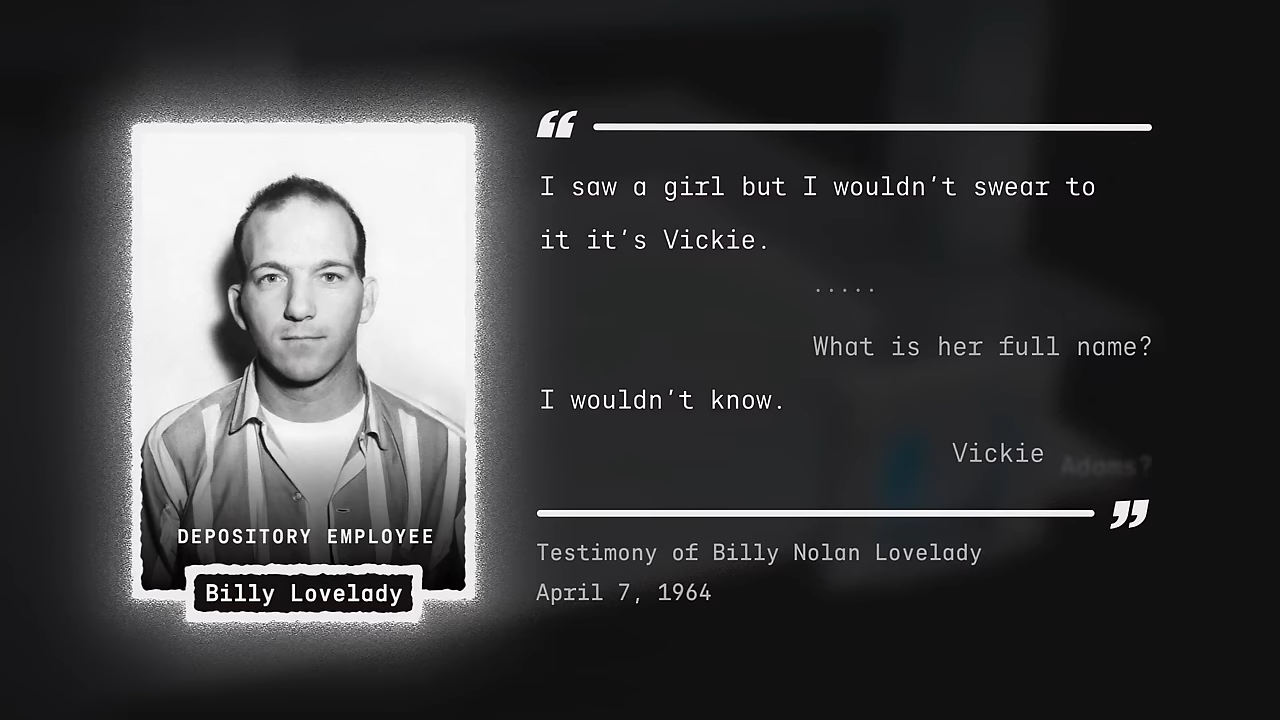 I saw a girl but I wouldn’t swear to
it it’s Vickie.
.....
What is her full name?
I wouldn’t know.
Vickie Adams?
DEPOSITORY EMPLOYEE
Billy Lovelady
Testimony of Billy Nolan Lovelady
April 7, 1964